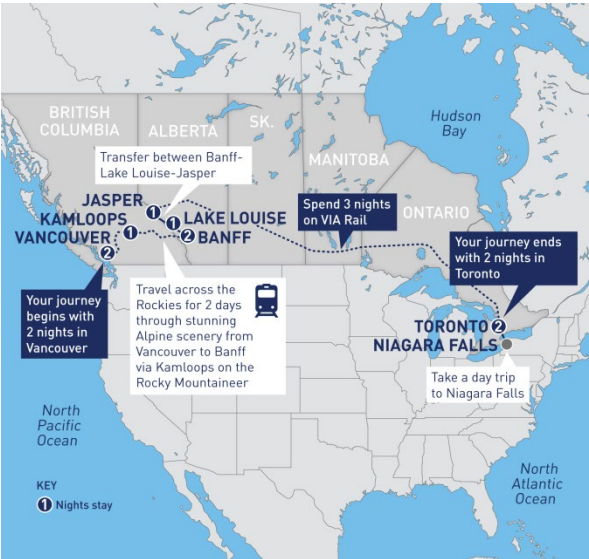 BRITISH
COLUMBIA
ALBERTA
SK.
MANITOBA
ONTARIO
Hudson
Bay
Transfer between Banff-
Lake Louise-Jasper
JASPER
1
KAMLOOPS
1
VANCOUVER
2
1
LAKE LOUISE
2
BANFF
Spend 3 nights
on VIA Rail
Your journey ends
with 2 nights in
Toronto
Your journey
begins with
2 nights in
Vancouver
Travel across the
Rockies for 2 days
through stunning
Alpine scenery from
Vancouver to Banff
via Kamloops on the
Rocky Mountaineer
TORONTO 2
NIAGARA FALLS
Take a day trip
to Niagara Falls
North
Pacific
Ocean
North
Atlantic
Ocean
KEY
1 Nights stay